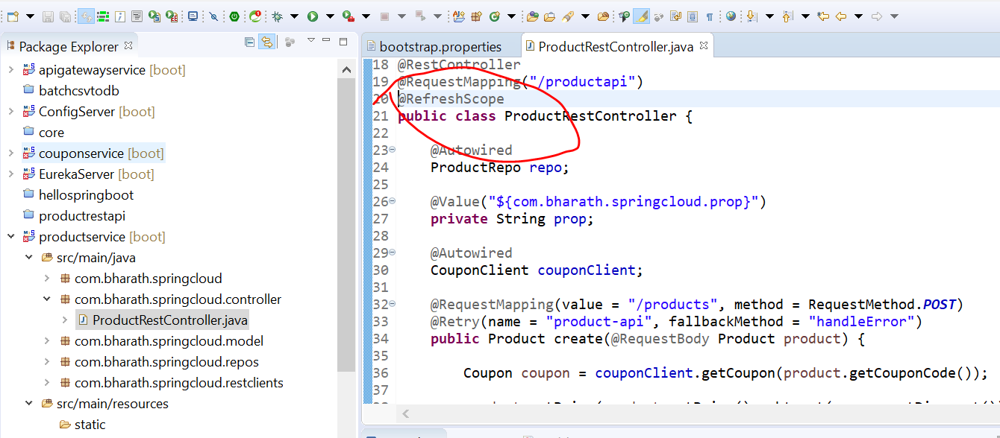 Package Explorer
apigatewayservice [boot]
batchcsvtodb
ConfigServer [boot]
core
couponservice [boot]
EurekaServer [boot]
hellospringboot
productrestapi
productservice [boot]
src/main/java
com.bharath.springcloud
com.bharath.springcloud.controller
ProductRestController.java
com.bharath.springcloud.model
com.bharath.springcloud.repos
com.bharath.springcloud.restclients
src/main/resources
static
bootstrap.properties
ProductRestController.java
18 @RestController
19 @RequestMapping("/productapi")
20 @RefreshScope
21 public class ProductRestController {
22
23 @Autowired
24 ProductRepo repo;
25
26 @Value("${com.bharath.springcloud.prop}")
27 private String prop;
28
29 @Autowired
30 CouponClient couponClient;
31
32 @RequestMapping(value = "/products", method = RequestMethod.POST)
33 @Retry(name = "product-api", fallbackMethod = "handleError")
34 public Product create(@RequestBody Product product) {
35
36 Coupon coupon = couponClient.getCoupon(product.getCouponCode());
37